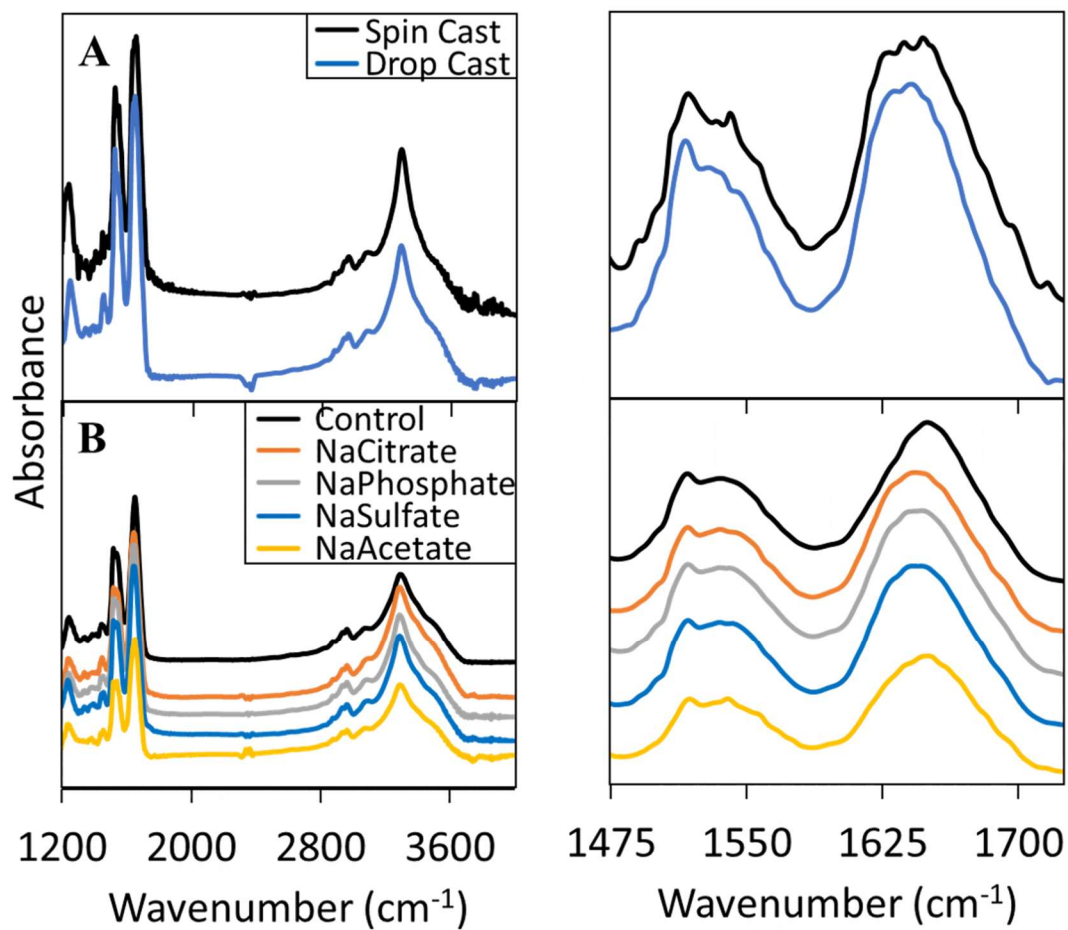 A
Spin Cast
Drop Cast
Absorbance
B
Control
NaCitrate
NaPhosphate
NaSulfate
NaAcetate
1200 2000 2800 3600
1475 1550 1625 1700
Wavenumber (cm-1)
Wavenumber (cm-1)